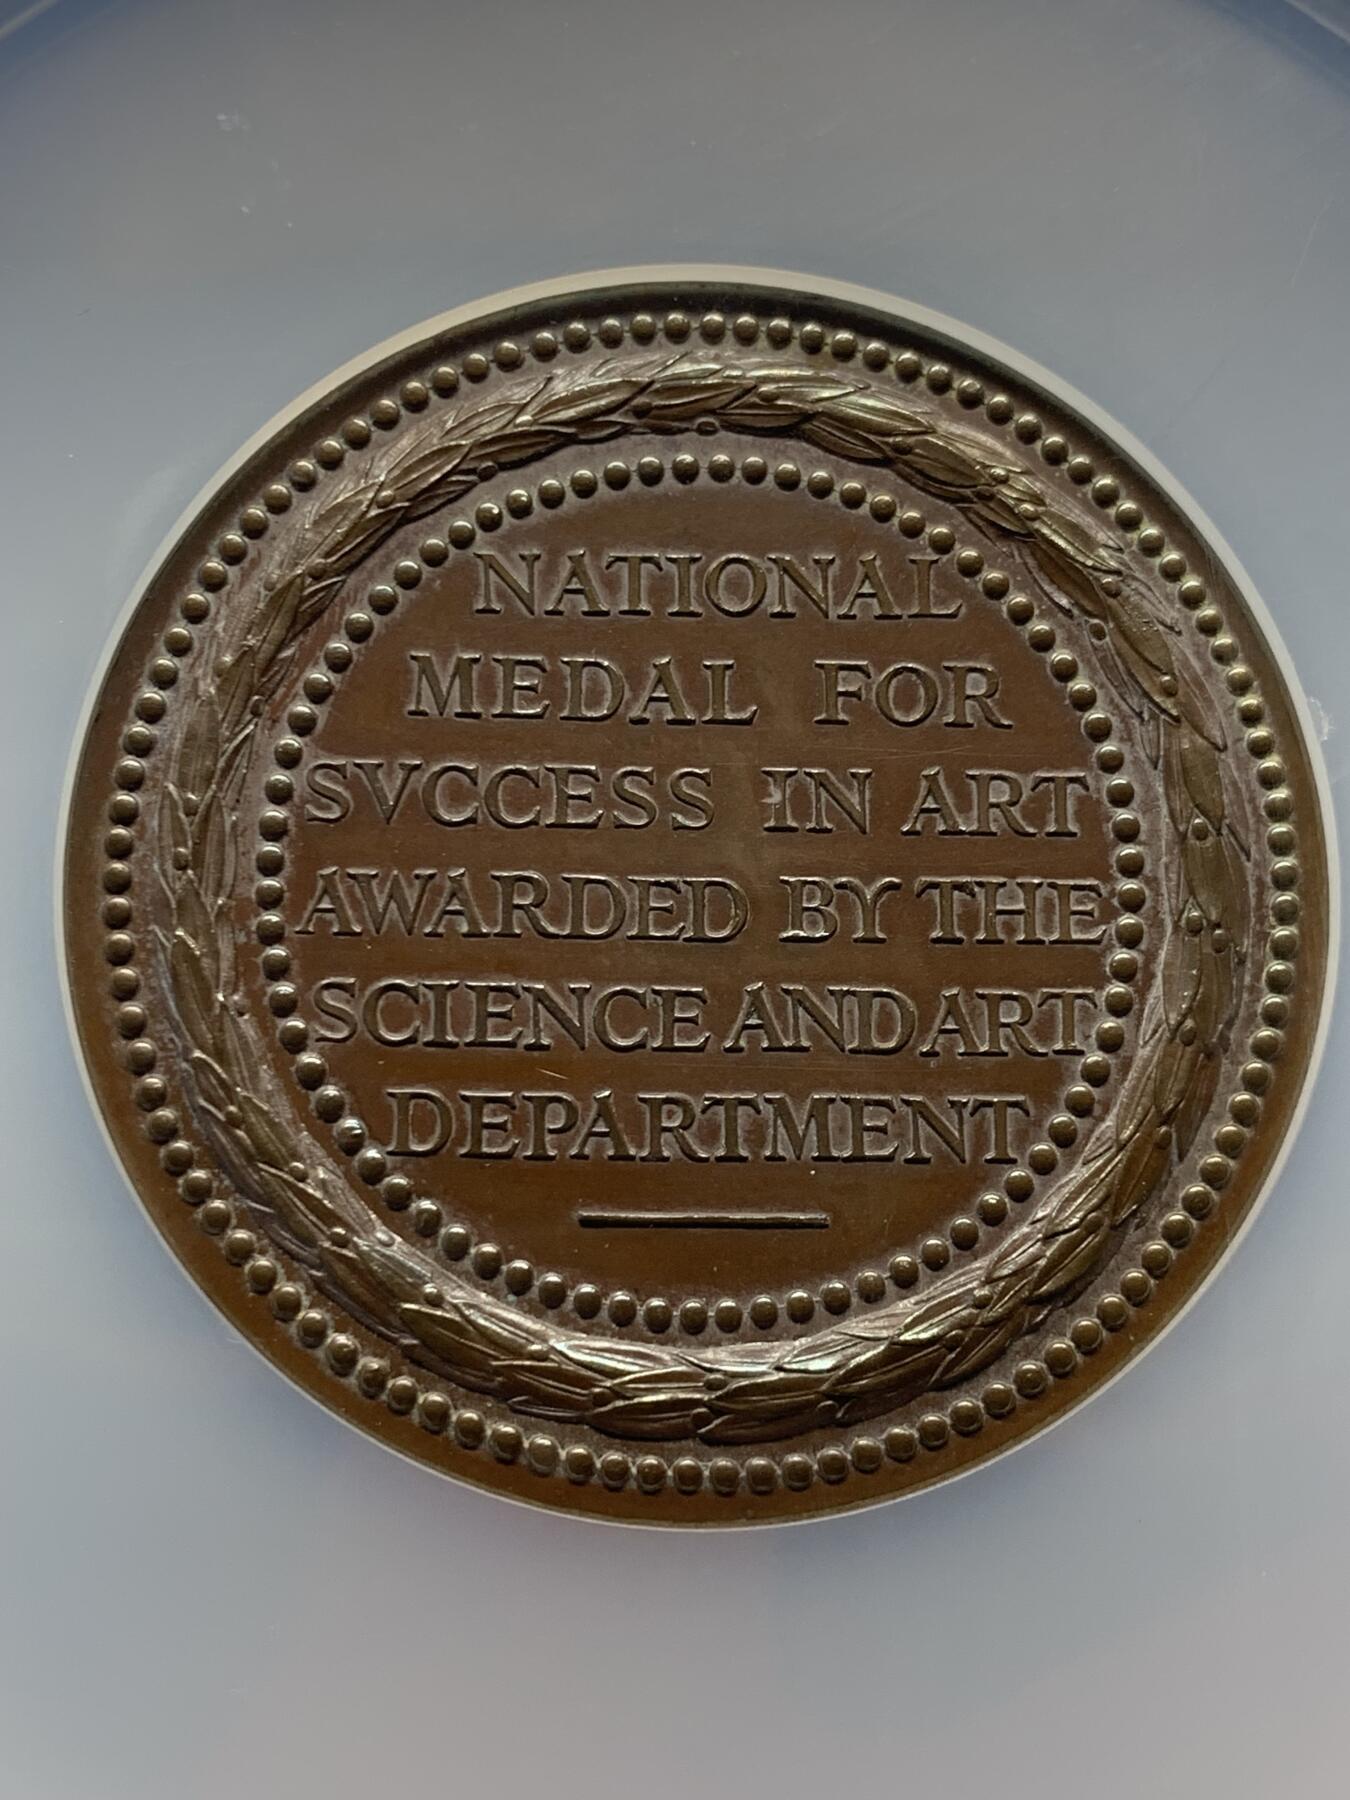 NATIONAL
MEDAL FOR
SVCCESS IN ART
AWARDED BY THE
SCIENCE AND ART
DEPARTMENT